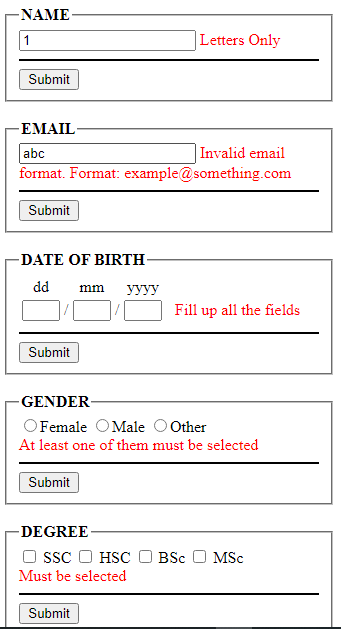 NAME
1 Letters Only
Submit
EMAIL
abc Invalid email
format. Format: example@something.com
Submit
DATE OF BIRTH
dd mm yyyy
/ / Fill up all the fields
Submit
GENDER
Female Male Other
At least one of them must be selected
Submit
DEGREE
SSC HSC BSc MSc
Must be selected
Submit